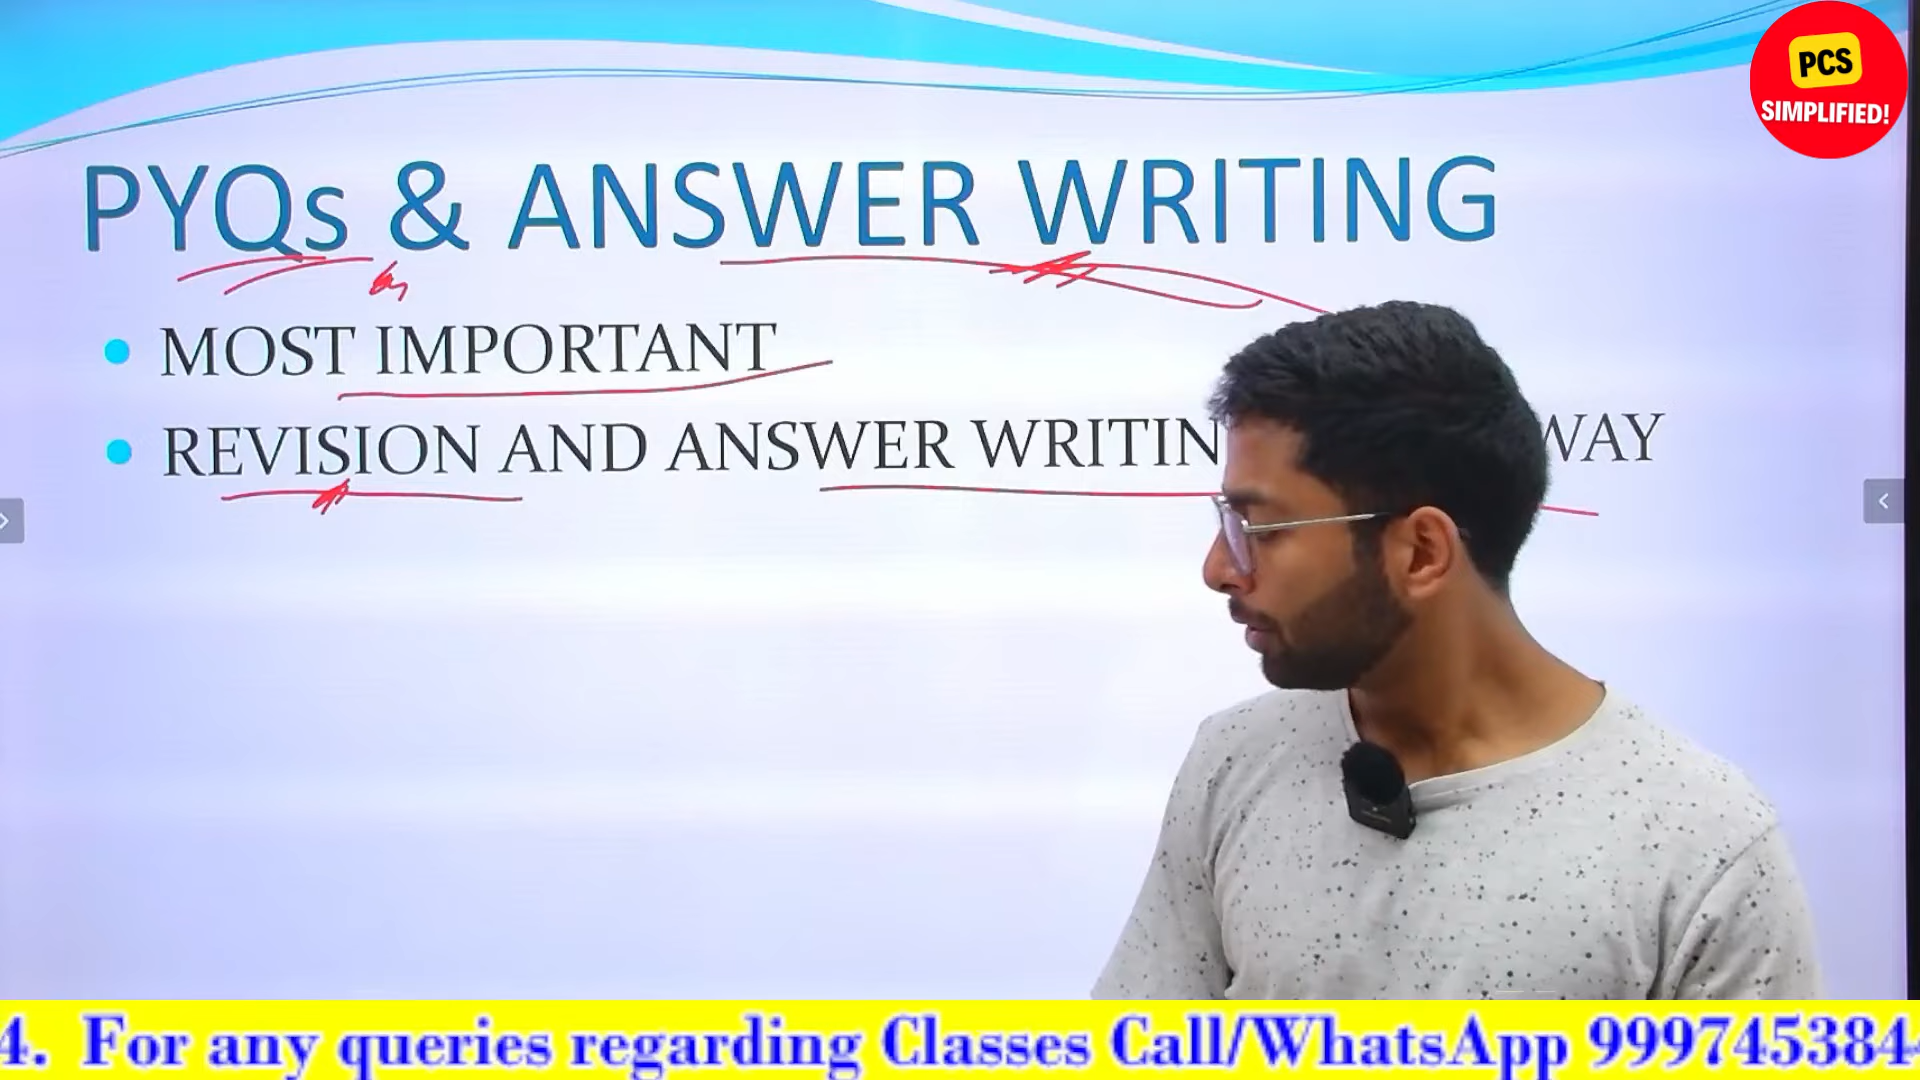 PCS
SIMPLIFIED!
PYQs & ANSWER WRITING
by
MOST IMPORTANT
REVISION AND ANSWER WRITIN WAY
4. For any queries regarding Classes Call/WhatsApp 999745384